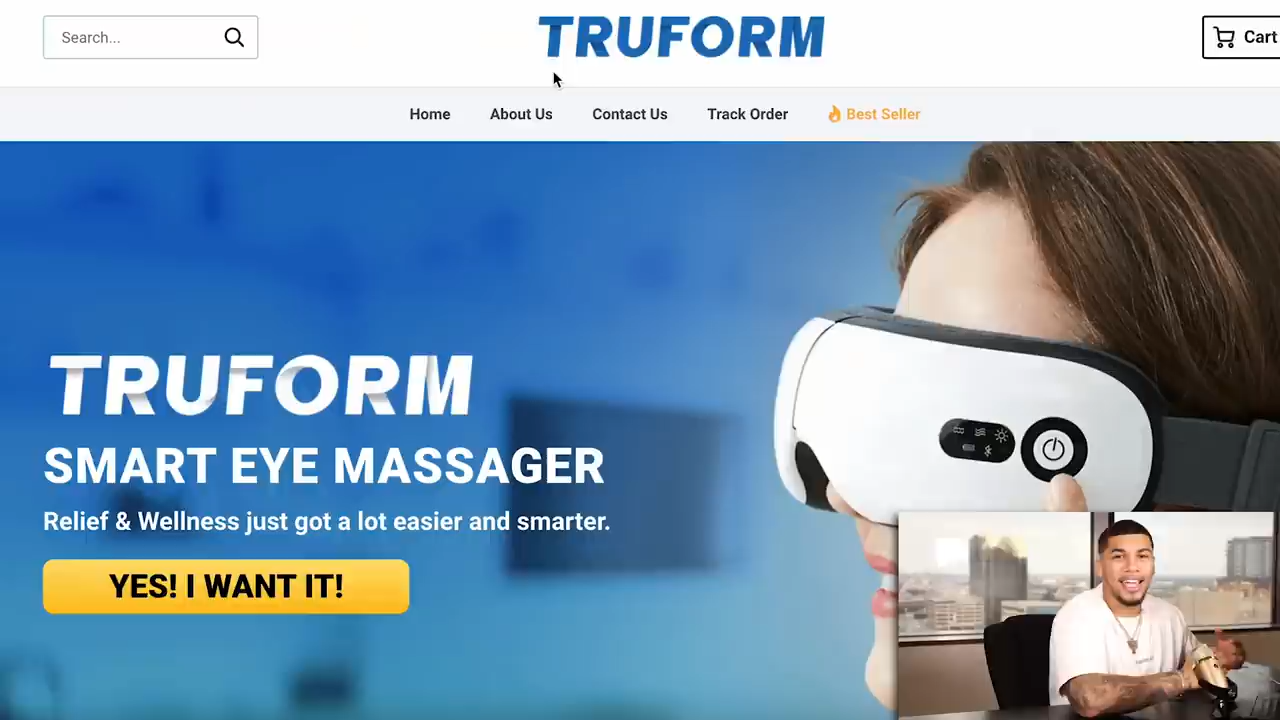 Search...
TRUFORM
Cart
Home
About Us
Contact Us
Track Order
Best Seller
TRUFORM
SMART EYE MASSAGER
Relief & Wellness just got a lot easier and smarter.
YES! I WANT IT!